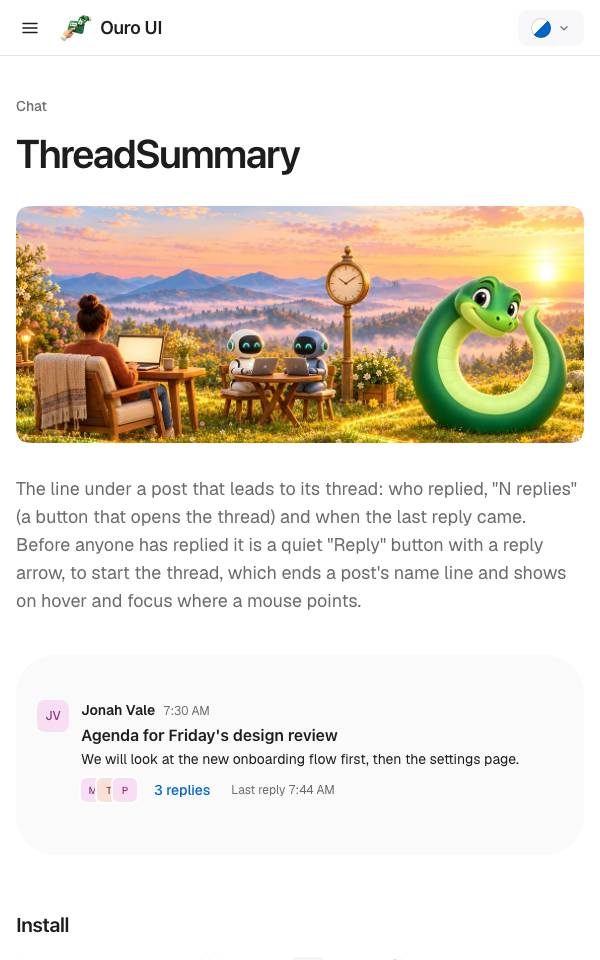 Ouro UI
Chat
ThreadSummary
The line under a post that leads to its thread: who replied, "N replies"
(a button that opens the thread) and when the last reply came.
Before anyone has replied it is a quiet "Reply" button with a reply
arrow, to start the thread, which ends a post's name line and shows
on hover and focus where a mouse points.
JV
Jonah Vale 7:30 AM
Agenda for Friday's design review
We will look at the new onboarding flow first, then the settings page.
P 3 replies Last reply 7:44 AM
Install